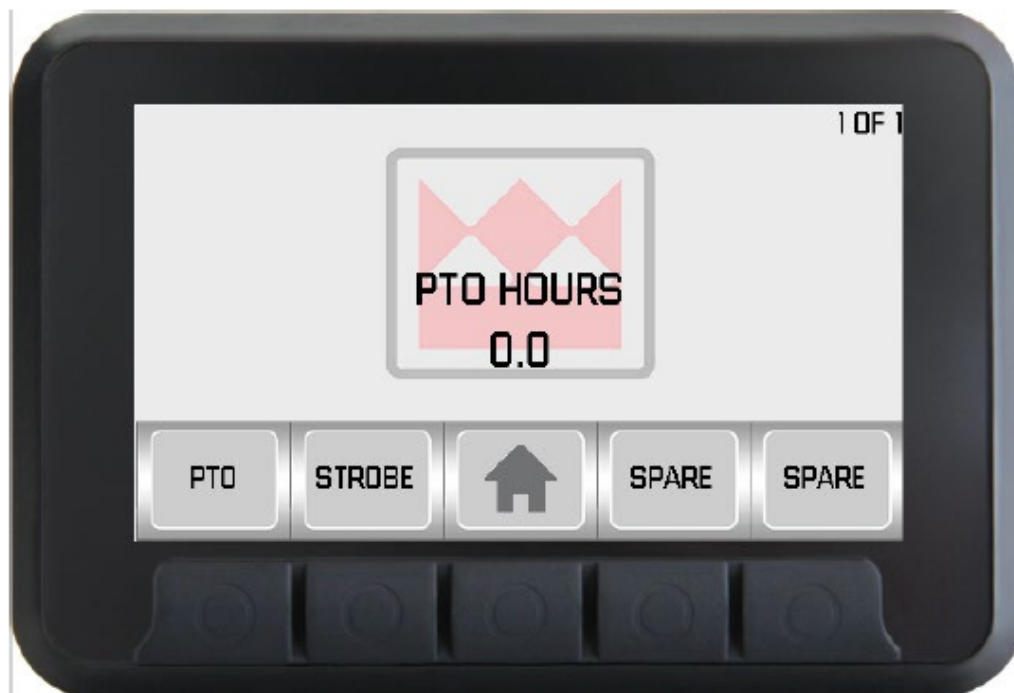 1 OF 1
PTO HOURS
0.0
PTO
STROBE
SPARE
SPARE